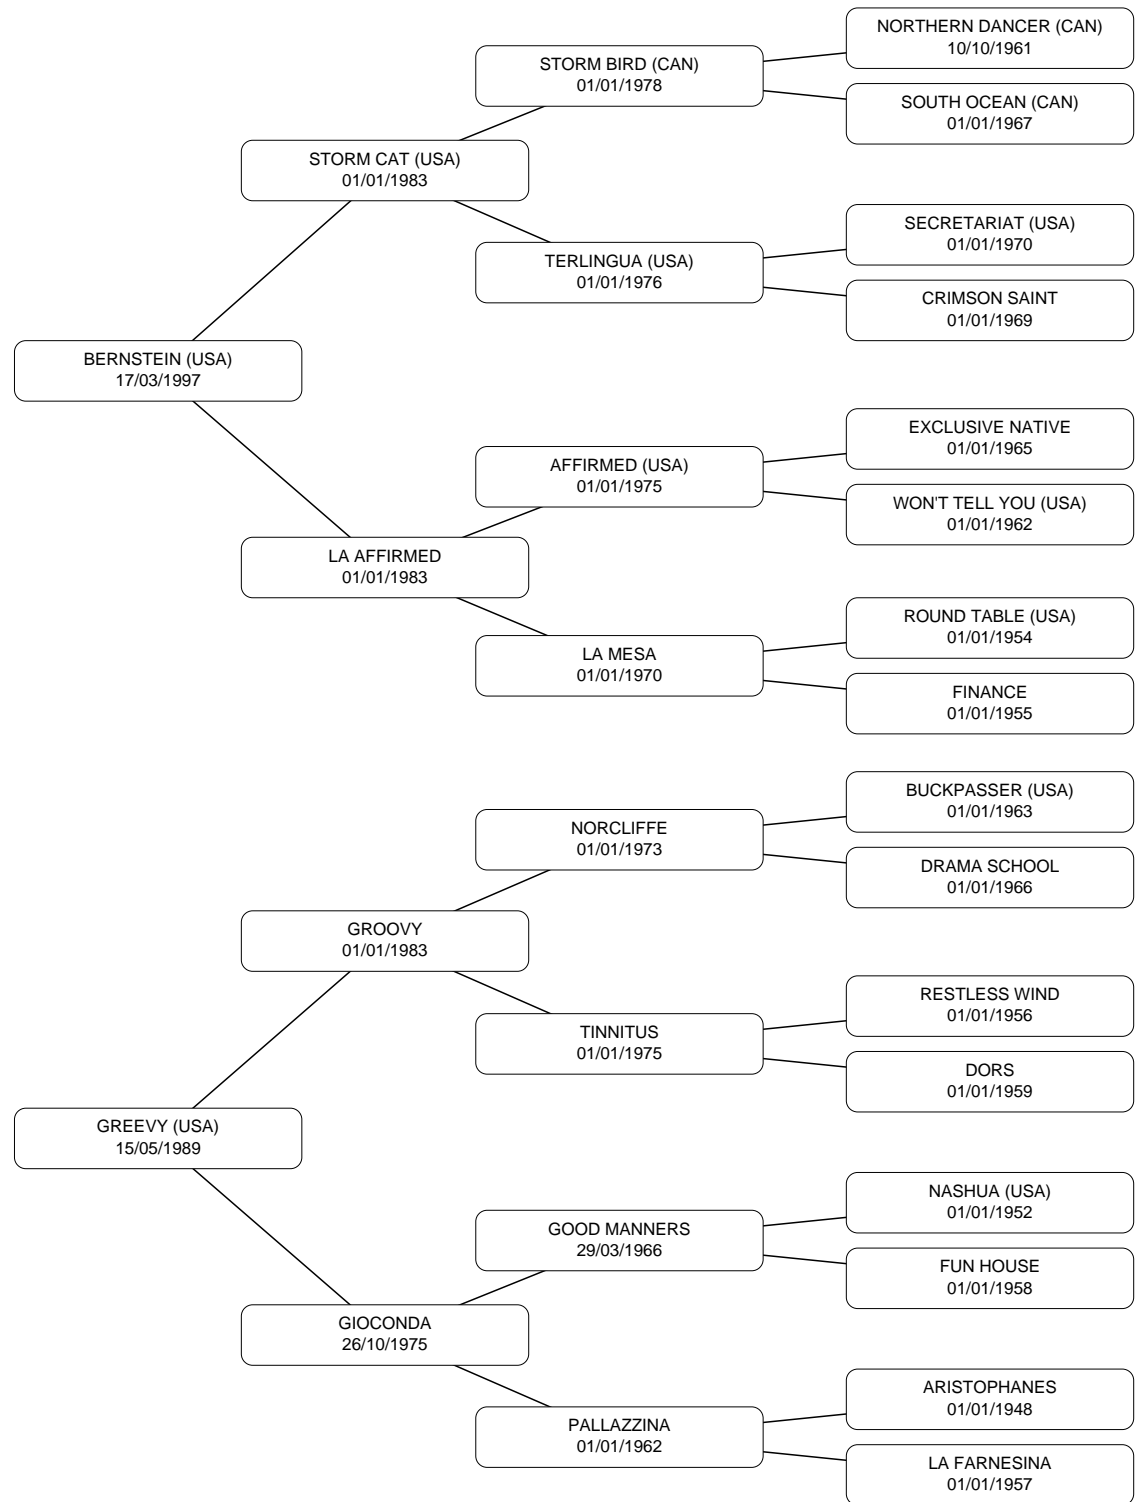 NORTHERN DANCER (CAN)
10/10/1961
STORM BIRD (CAN)
01/01/1978
SOUTH OCEAN (CAN)
01/01/1967
STORM CAT (USA)
01/01/1983
SECRETARIAT (USA)
01/01/1970
TERLINGUA (USA)
01/01/1976
CRIMSON SAINT
01/01/1969
BERNSTEIN (USA)
17/03/1997
EXCLUSIVE NATIVE
01/01/1965
AFFIRMED (USA)
01/01/1975
WON'T TELL YOU (USA)
01/01/1962
LA AFFIRMED
01/01/1983
ROUND TABLE (USA)
01/01/1954
LA MESA
01/01/1970
FINANCE
01/01/1955
BUCKPASSER (USA)
01/01/1963
NORCLIFFE
01/01/1973
DRAMA SCHOOL
01/01/1966
GROOVY
01/01/1983
RESTLESS WIND
01/01/1956
TINNITUS
01/01/1975
DORS
01/01/1959
GREEVY (USA)
15/05/1989
NASHUA (USA)
01/01/1952
GOOD MANNERS
29/03/1966
FUN HOUSE
01/01/1958
GIOCONDA
26/10/1975
ARISTOPHANES
01/01/1948
PALLAZZINA
01/01/1962
LA FARNESINA
01/01/1957